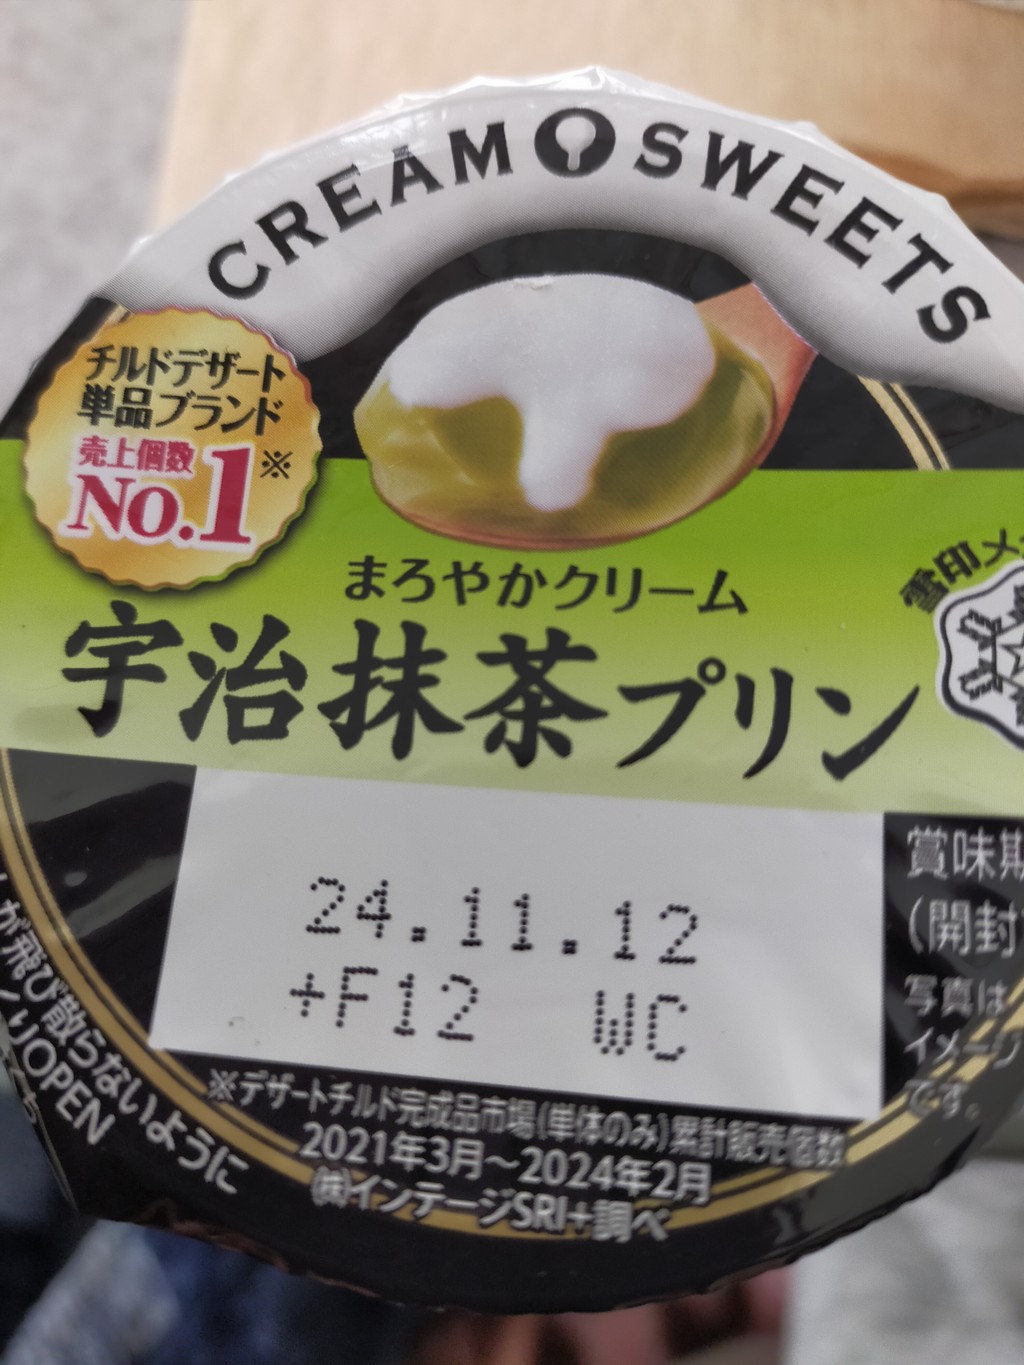 CREAM SWEETS
チルドデザート
単品ブランド
売上個数
No.1※
まろやかクリーム
宇治抹茶プリン
雪印メ
24.11.12
+F12 WC
賞味期
(開封
写真は
イメージ
です。
が飛び散らないように
OPEN
※デザートチルド完成品市場(単体のみ)累計販売個数
2021年3月～2024年2月
㈱インテージSRI+調べ